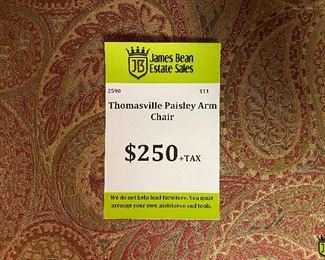 JB James Bean
Estate Sales
2590 111
Thomasville Paisley Arm
Chair
$250+TAX
We do not help load furniture. You must
arrange your own assistance and tools.